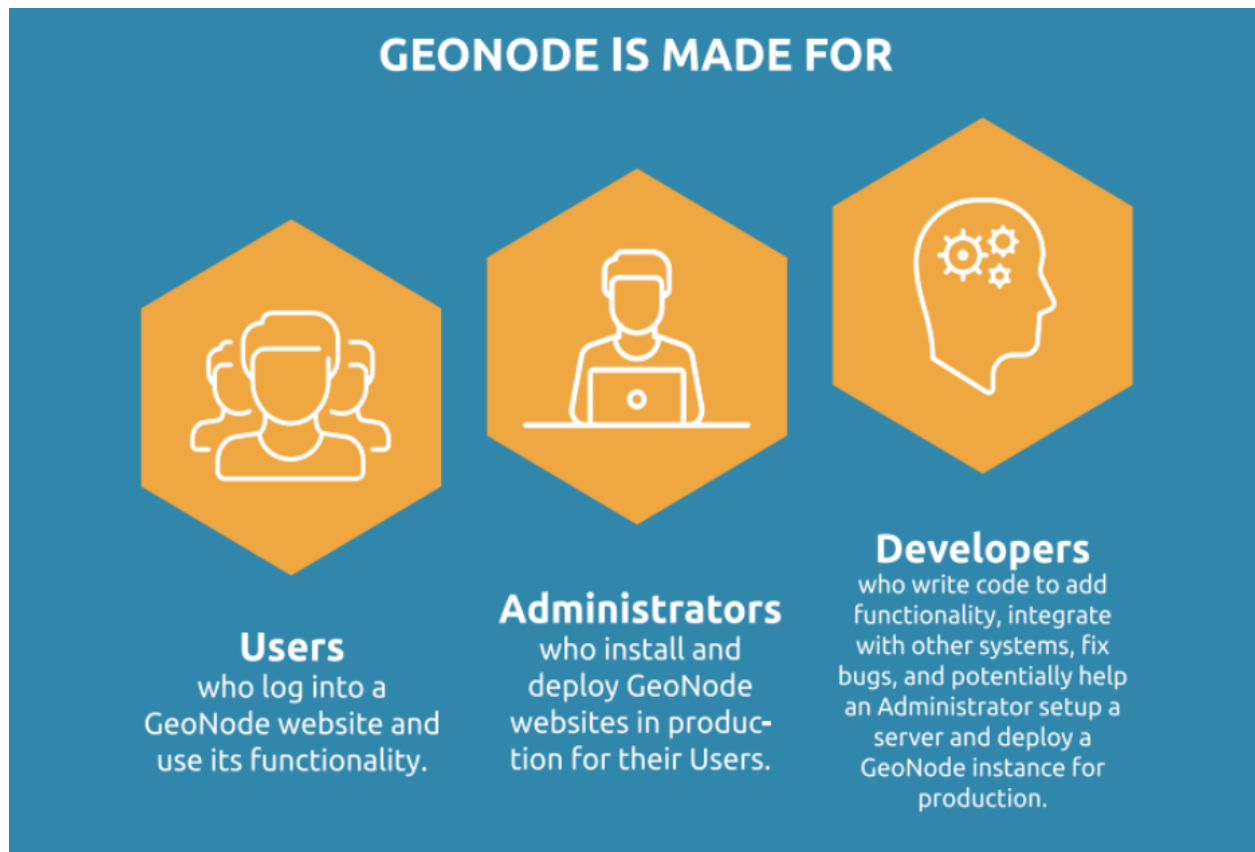 GEONODE IS MADE FOR
Users
who log into a
GeoNode website and
use its functionality.
Administrators
who install and
deploy GeoNode
websites in produc-
tion for their Users.
Developers
who write code to add
functionality, integrate
with other systems, fix
bugs, and potentially help
an Administrator setup a
server and deploy a
GeoNode instance for
production.